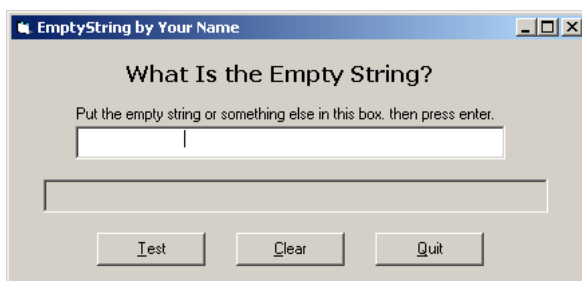 EmptyString by Your Name
What Is the Empty String?
Put the empty string or something else in this box. then press enter.
Test Clear Quit